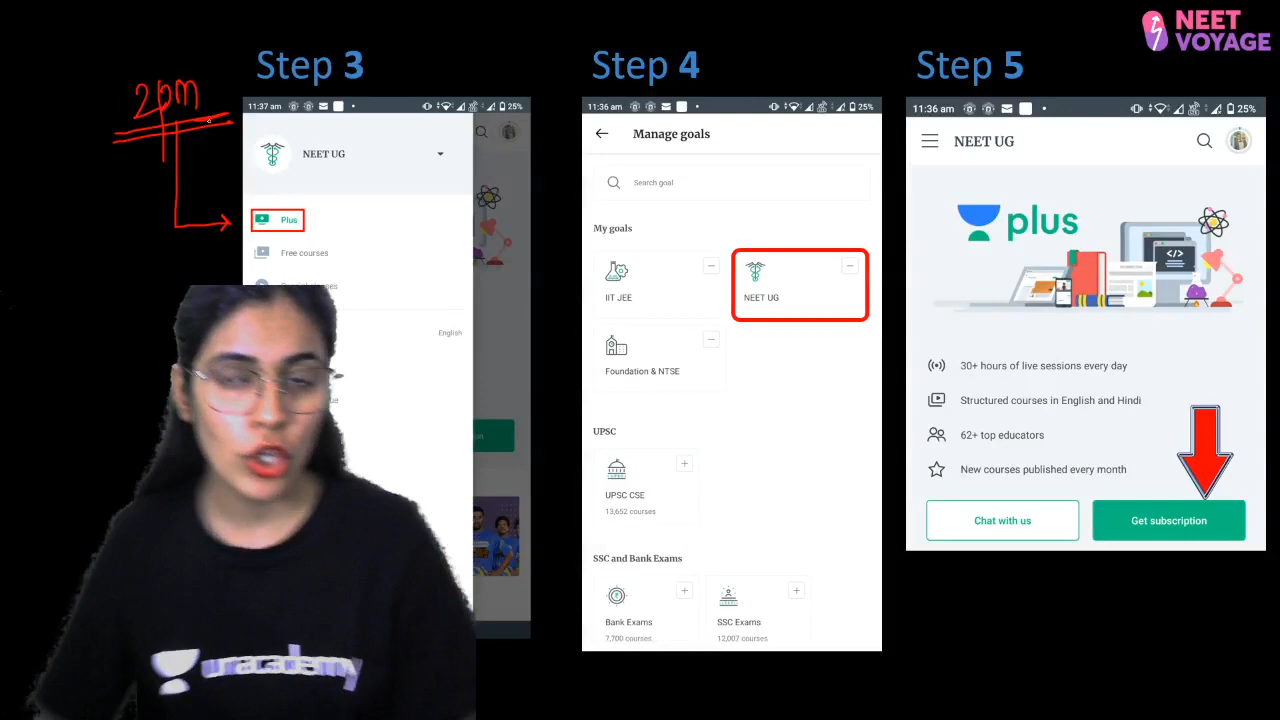 NEET
VOYAGE
Step 3
Step 4
Step 5
2pm
11:37 am
25%
NEET UG
Plus
Free courses
English
11:36 am
25%
Manage goals
Search goal
My goals
IIT JEE
NEET UG
Foundation & NTSE
UPSC
UPSC CSE
13,652 courses
SSC and Bank Exams
Bank Exams
7,700 courses
SSC Exams
12,007 courses
11:36 am
25%
NEET UG
plus
30+ hours of live sessions every day
Structured courses in English and Hindi
62+ top educators
New courses published every month
Chat with us
Get subscription